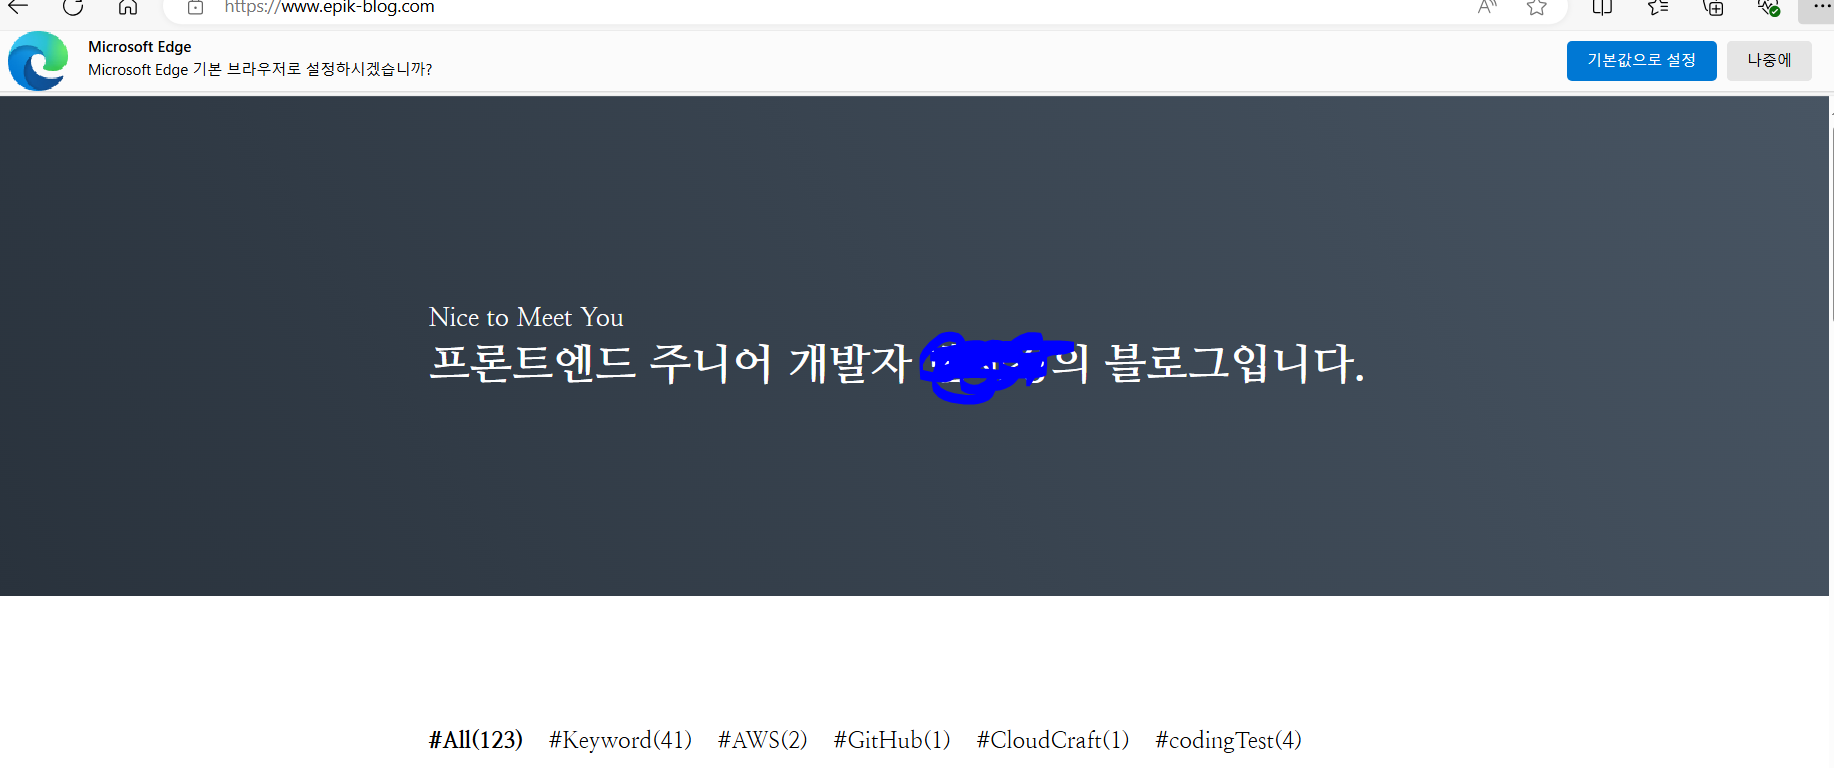 https://www.epik-blog.com
Microsoft Edge
Microsoft Edge 기본 브라우저로 설정하시겠습니까?
기본값으로 설정
나중에
Nice to Meet You
프론트엔드 주니어 개발자 의 블로그입니다.
#All(123) #Keyword(41) #AWS(2) #GitHub(1) #CloudCraft(1) #codingTest(4)